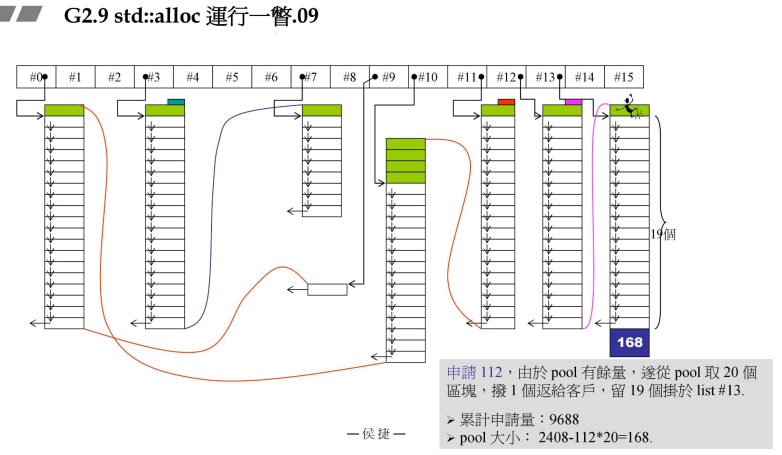 G2.9 std::alloc 運行一瞥.09
#0 #1 #2 #3 #4 #5 #6 #7 #8 #9 #10 #11 #12 #13 #14 #15
19個
168
申請 112，由於 pool 有餘量，遂從 pool 取 20 個
區塊，撥 1 個返給客戶，留 19 個掛於 list #13.
➢ 累計申請量：9688
➢ pool 大小： 2408-112*20=168.
— 侯捷 —